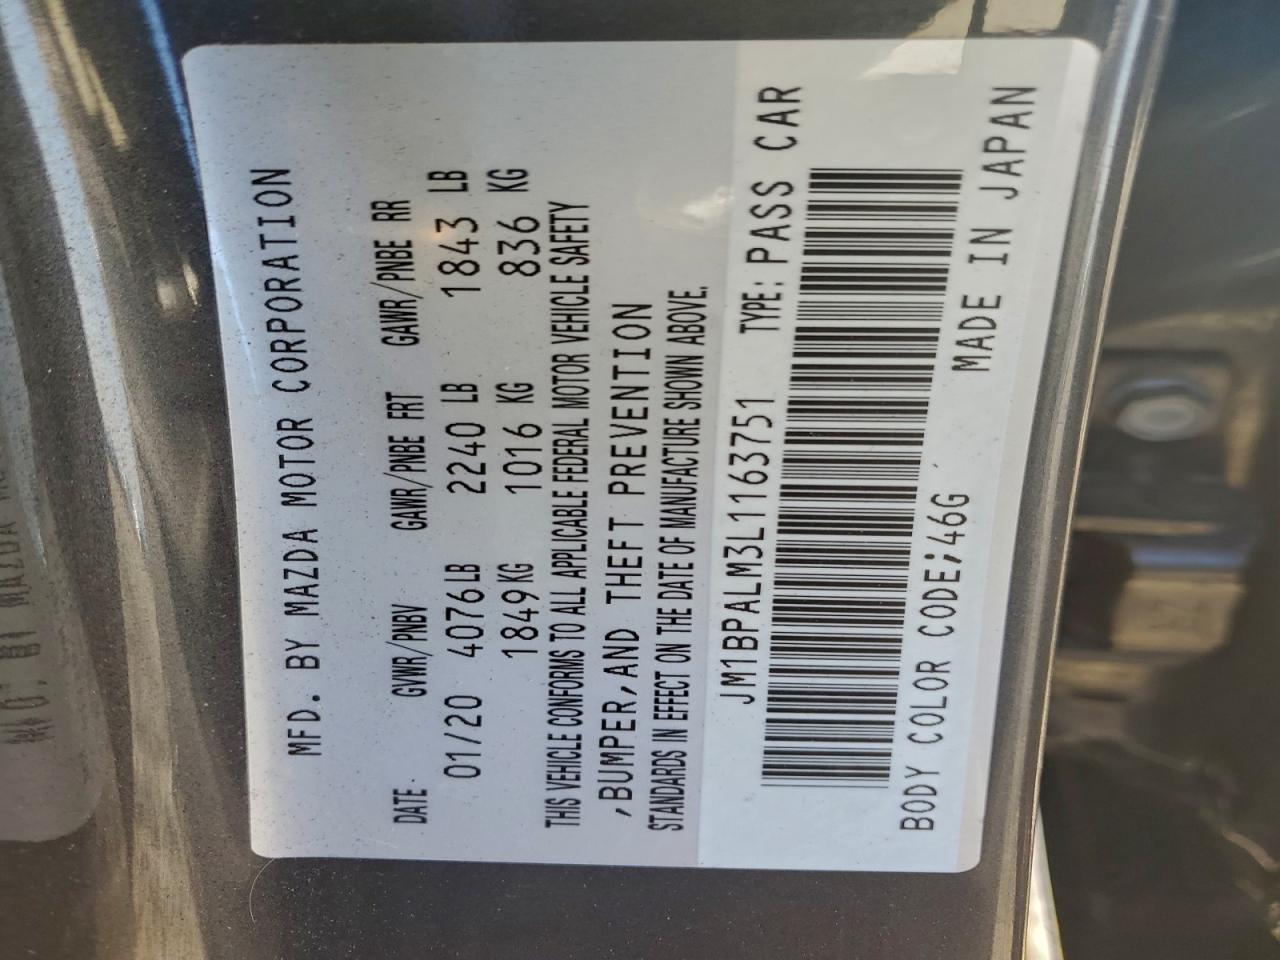 MFD. BY MAZDA MOTOR CORPORATION
DATE GVWR/PNBV GAWR/PNBE FRT GAWR/PNBE RR
01/20 4076LB 2240 LB 1843 LB
1849KG 1016 KG 836 KG
THIS VEHICLE CONFORMS TO ALL APPLICABLE FEDERAL MOTOR VEHICLE SAFETY
,BUMPER,AND THEFT PREVENTION
STANDARDS IN EFFECT ON THE DATE OF MANUFACTURE SHOWN ABOVE.
JM1BPALM3L1163751 TYPE: PASS CAR
BODY COLOR CODE;46G MADE IN JAPAN